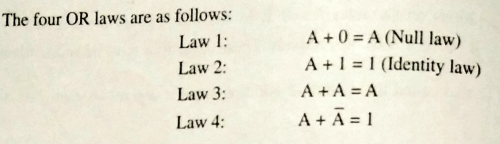 The four OR laws are as follows:
Law 1: A + 0 = A (Null law)
Law 2: A + 1 = 1 (Identity law)
Law 3: A + A = A
Law 4: A + Ā = 1